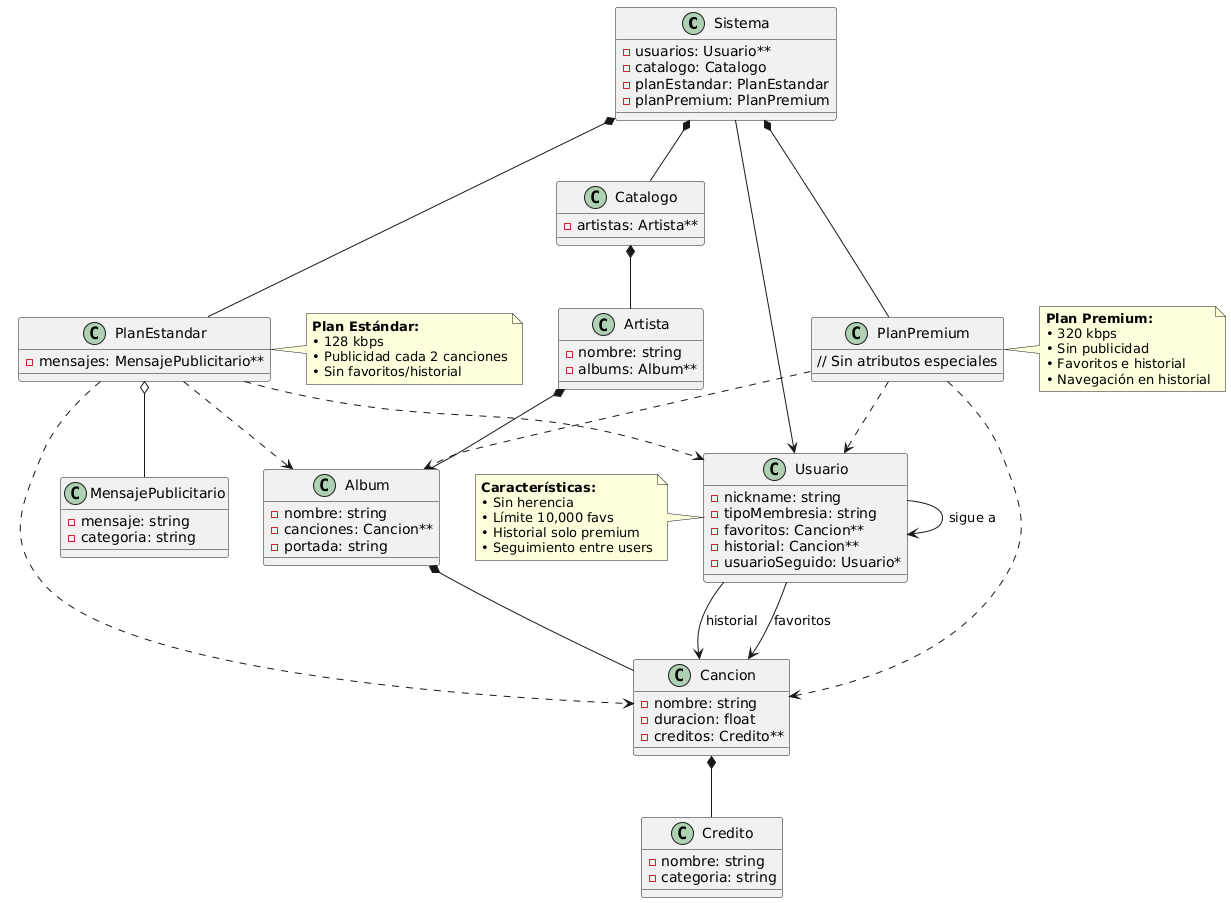 C Sistema
usuarios: Usuario**
catalogo: Catalogo
planEstandar: PlanEstandar
planPremium: PlanPremium
C Catalogo
artistas: Artista**
C PlanEstandar
mensajes: MensajePublicitario**
Plan Estándar:
• 128 kbps
• Publicidad cada 2 canciones
• Sin favoritos/historial
C Artista
nombre: string
albums: Album**
C PlanPremium
// Sin atributos especiales
Plan Premium:
• 320 kbps
• Sin publicidad
• Favoritos e historial
• Navegación en historial
C MensajePublicitario
mensaje: string
categoria: string
C Album
nombre: string
canciones: Cancion**
portada: string
Características:
• Sin herencia
• Límite 10,000 favs
• Historial solo premium
• Seguimiento entre users
C Usuario
nickname: string
tipoMembresia: string
favoritos: Cancion**
historial: Cancion**
usuarioSeguido: Usuario*
sigue a
historial
favoritos
C Cancion
nombre: string
duracion: float
creditos: Credito**
C Credito
nombre: string
categoria: string